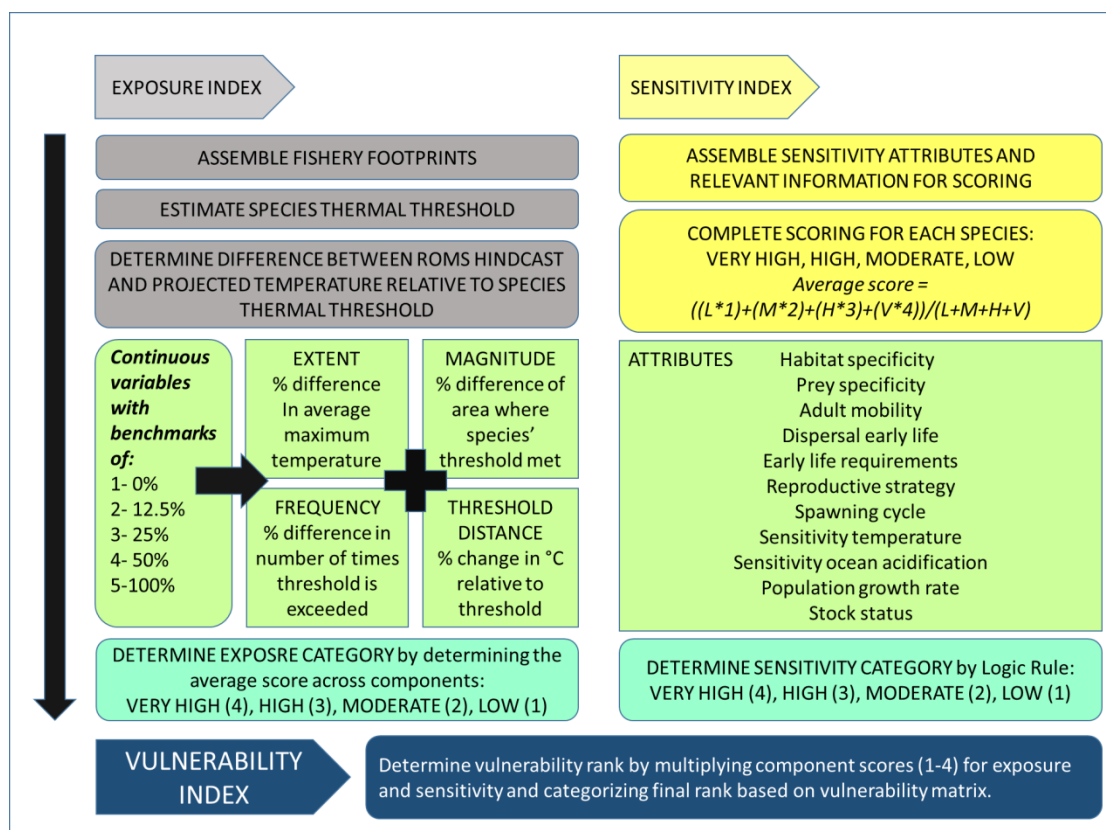 EXPOSURE INDEX
ASSEMBLE FISHERY FOOTPRINTS
ESTIMATE SPECIES THERMAL THRESHOLD
DETERMINE DIFFERENCE BETWEEN ROMS HINDCAST
AND PROJECTED TEMPERATURE RELATIVE TO SPECIES
THERMAL THRESHOLD
Continuous
variables
with
benchmarks
of:
1- 0%
2- 12.5%
3- 25%
4- 50%
5-100%
EXTENT
% difference
In average
maximum
temperature
MAGNITUDE
% difference of
area where
species’
threshold met
FREQUENCY
% difference in
number of times
threshold is
exceeded
THRESHOLD
DISTANCE
% change in °C
relative to
threshold
DETERMINE EXPOSRE CATEGORY by determining the
average score across components:
VERY HIGH (4), HIGH (3), MODERATE (2), LOW (1)
SENSITIVITY INDEX
ASSEMBLE SENSITIVITY ATTRIBUTES AND
RELEVANT INFORMATION FOR SCORING
COMPLETE SCORING FOR EACH SPECIES:
VERY HIGH, HIGH, MODERATE, LOW
Average score =
((L*1)+(M*2)+(H*3)+(V*4))/(L+M+H+V)
ATTRIBUTES
Habitat specificity
Prey specificity
Adult mobility
Dispersal early life
Early life requirements
Reproductive strategy
Spawning cycle
Sensitivity temperature
Sensitivity ocean acidification
Population growth rate
Stock status
DETERMINE SENSITIVITY CATEGORY by Logic Rule:
VERY HIGH (4), HIGH (3), MODERATE (2), LOW (1)
VULNERABILITY
INDEX
Determine vulnerability rank by multiplying component scores (1-4) for exposure
and sensitivity and categorizing final rank based on vulnerability matrix.